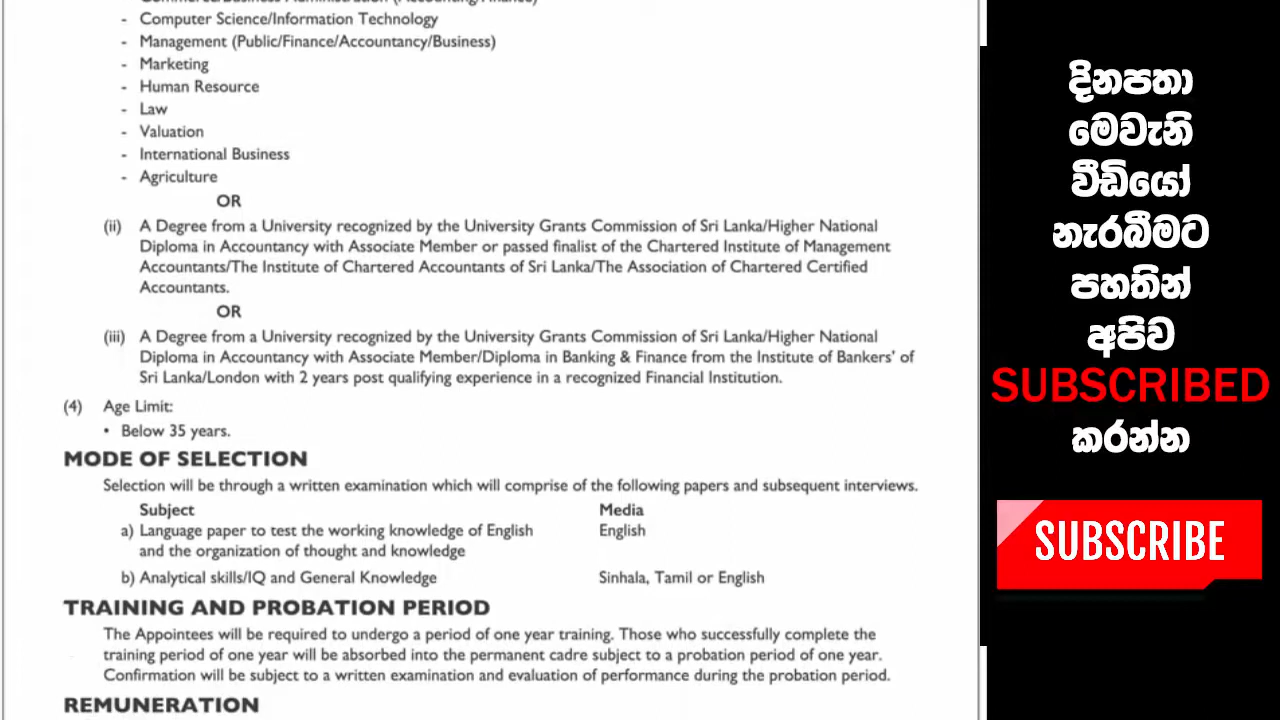 Commerce/Business Administration (Accounting/Finance)
- Computer Science/Information Technology
- Management (Public/Finance/Accountancy/Business)
- Marketing
- Human Resource
- Law
- Valuation
- International Business
- Agriculture
OR
(ii) A Degree from a University recognized by the University Grants Commission of Sri Lanka/Higher National
Diploma in Accountancy with Associate Member or passed finalist of the Chartered Institute of Management
Accountants/The Institute of Chartered Accountants of Sri Lanka/The Association of Chartered Certified
Accountants.
OR
(iii) A Degree from a University recognized by the University Grants Commission of Sri Lanka/Higher National
Diploma in Accountancy with Associate Member/Diploma in Banking & Finance from the Institute of Bankers' of
Sri Lanka/London with 2 years post qualifying experience in a recognized Financial Institution.
(4) Age Limit:
• Below 35 years.
MODE OF SELECTION
Selection will be through a written examination which will comprise of the following papers and subsequent interviews.
Subject Media
a) Language paper to test the working knowledge of English English
and the organization of thought and knowledge
b) Analytical skills/IQ and General Knowledge Sinhala, Tamil or English
TRAINING AND PROBATION PERIOD
The Appointees will be required to undergo a period of one year training. Those who successfully complete the
training period of one year will be absorbed into the permanent cadre subject to a probation period of one year.
Confirmation will be subject to a written examination and evaluation of performance during the probation period.
REMUNERATION
දිනපතා
මෙවැනි
වීඩියෝ
නැරබීමට
පහතින්
අපිව
SUBSCRIBED
කරන්න
SUBSCRIBE